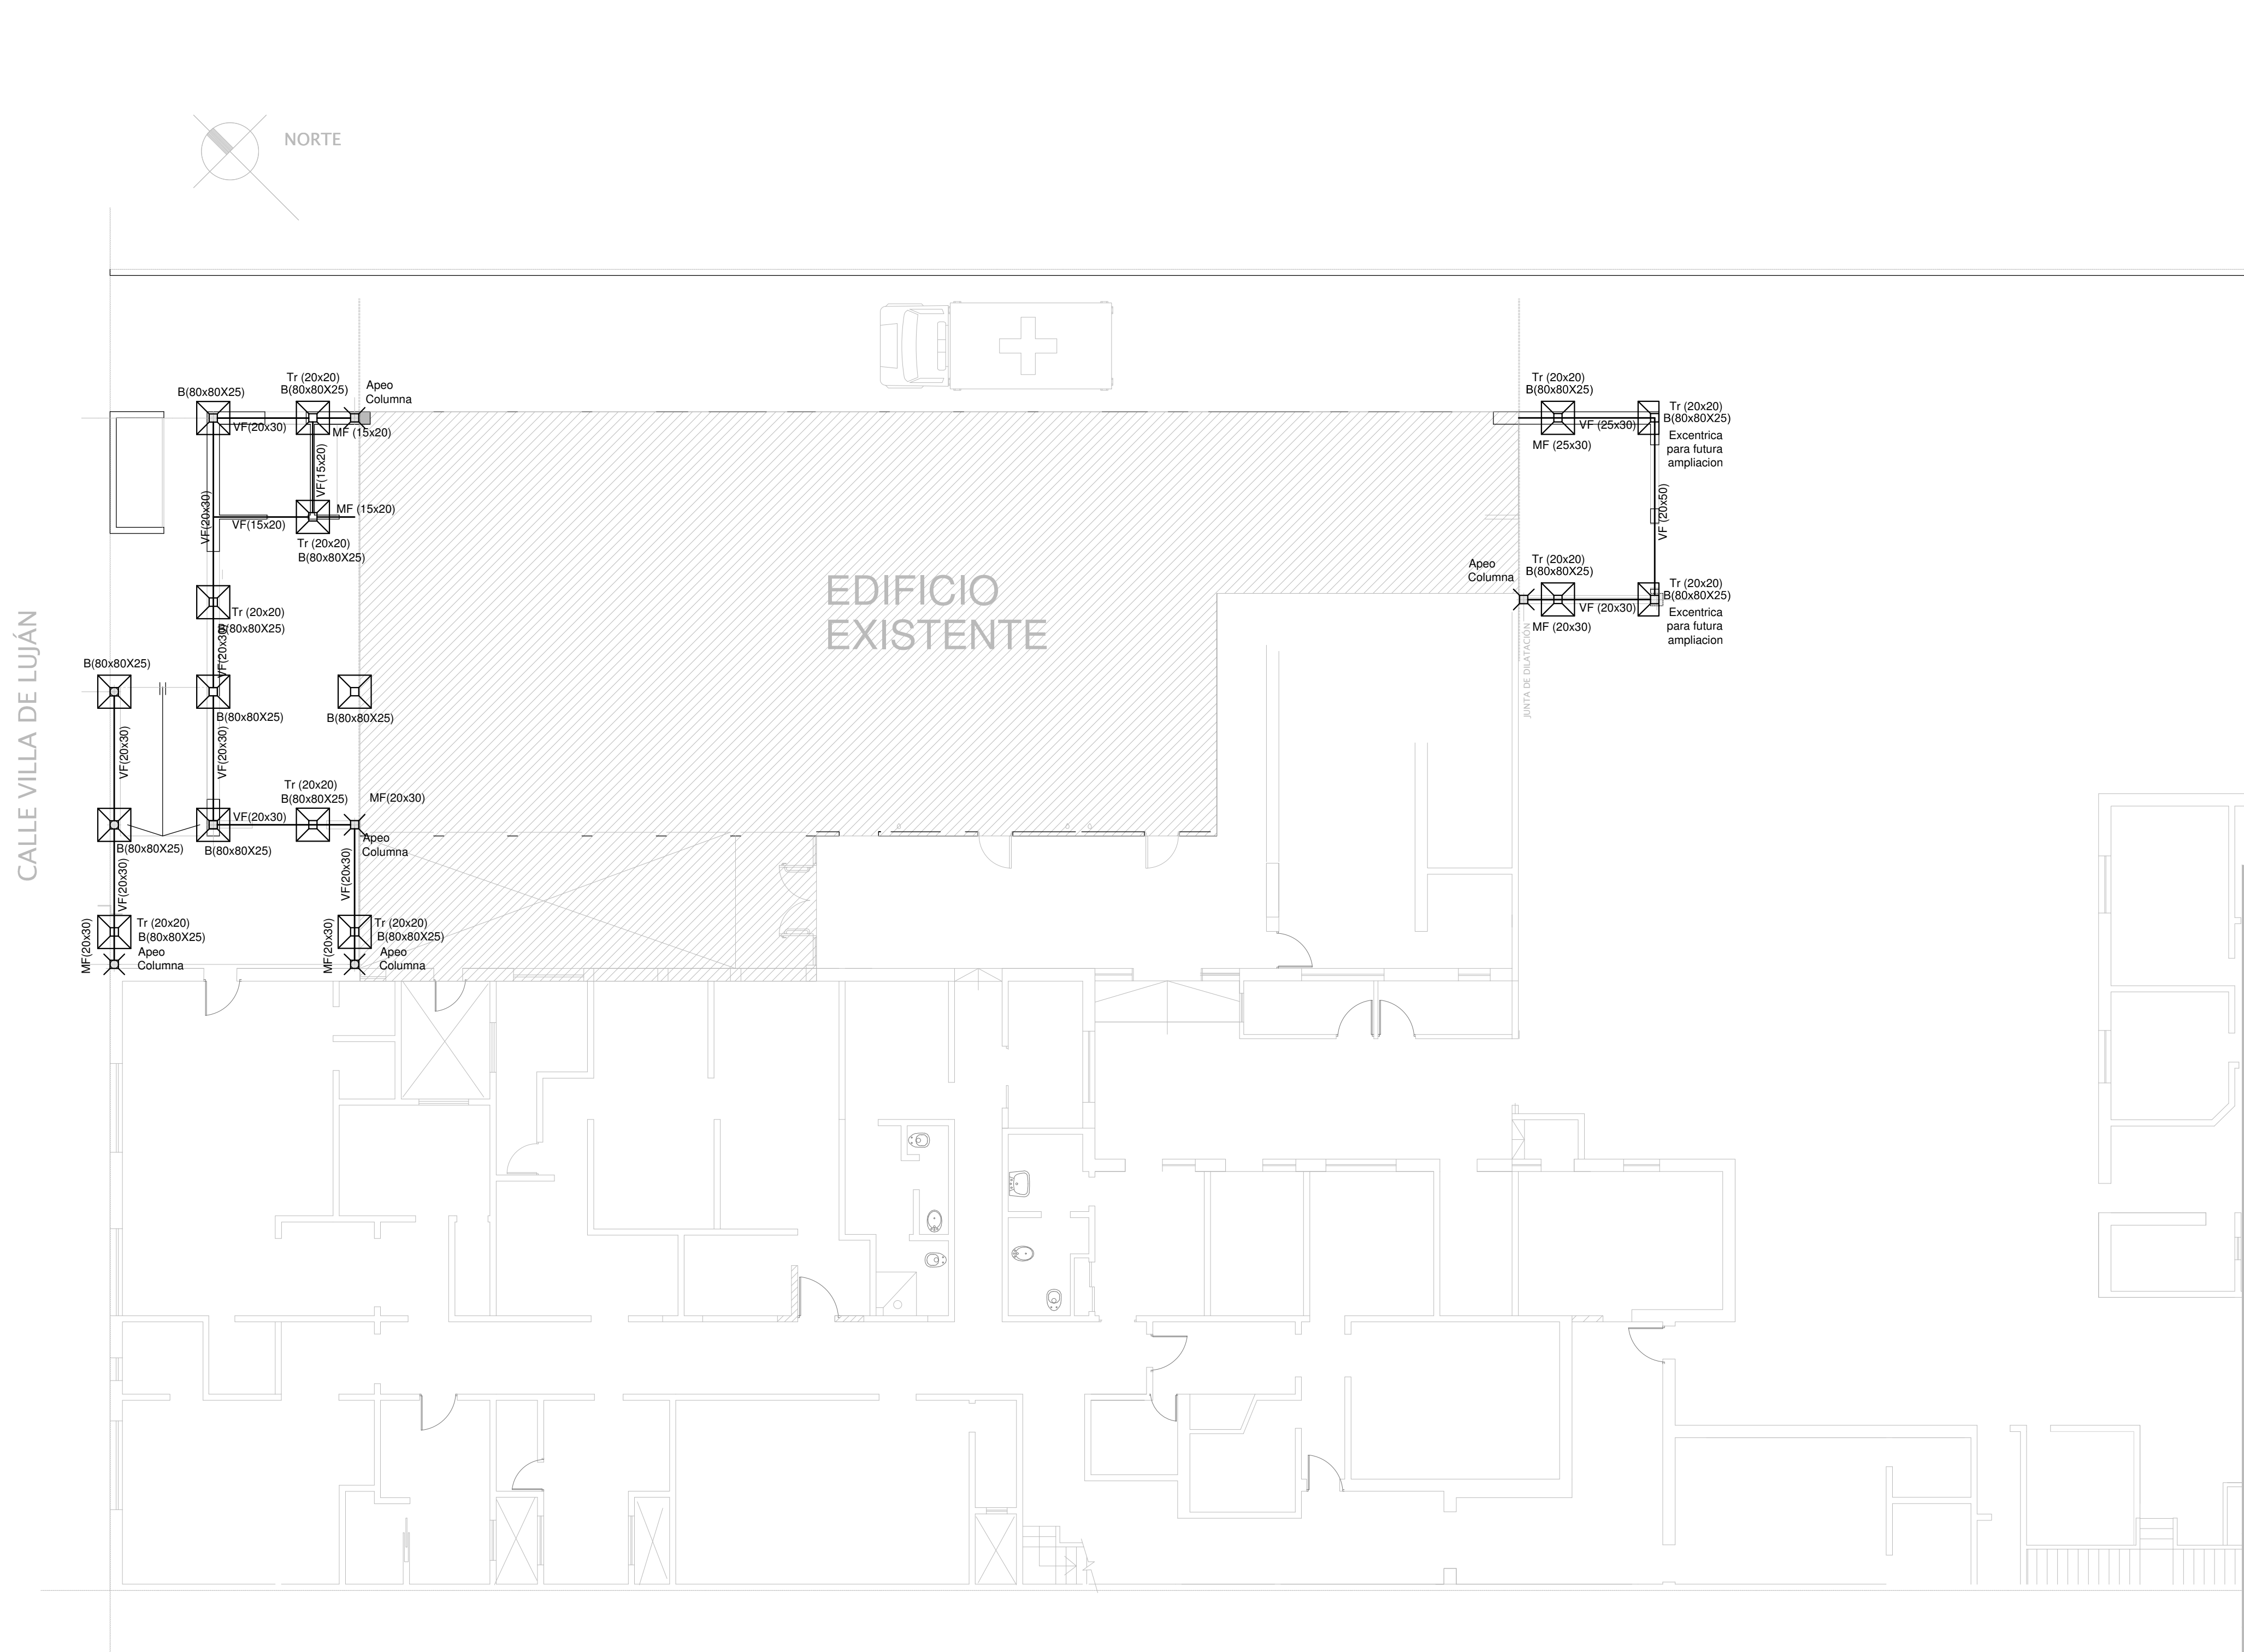 NORTE
CALLE VILLA DE LUJÁN
B(80x80X25)
Tr (20x20)
B(80x80X25)
Apeo
Columna
VF(20x30)
MF (15x20)
VF(15x20)
VF(20x30)
VF(15x20)
MF (15x20)
Tr (20x20)
B(80x80X25)
Tr (20x20)
B(80x80X25)
VF(20x30)
B(80x80X25)
B(80x80X25)
B(80x80X25)
VF(20x30)
VF(20x30)
Tr (20x20)
B(80x80X25)
MF(20x30)
VF(20x30)
Apeo
Columna
B(80x80X25)
B(80x80X25)
VF(20x30)
VF(20x30)
MF(20x30)
Tr (20x20)
B(80x80X25)
Apeo
Columna
MF(20x30)
Tr (20x20)
B(80x80X25)
Apeo
Columna
EDIFICIO
EXISTENTE
Tr (20x20)
B(80x80X25)
VF (25x30)
MF (25x30)
Tr (20x20)
B(80x80X25)
Excentrica
para futura
ampliacion
VF (20x50)
Apeo
Columna
Tr (20x20)
B(80x80X25)
VF (20x30)
MF (20x30)
Tr (20x20)
B(80x80X25)
Excentrica
para futura
ampliacion
JUNTA DE DILATACIÓN